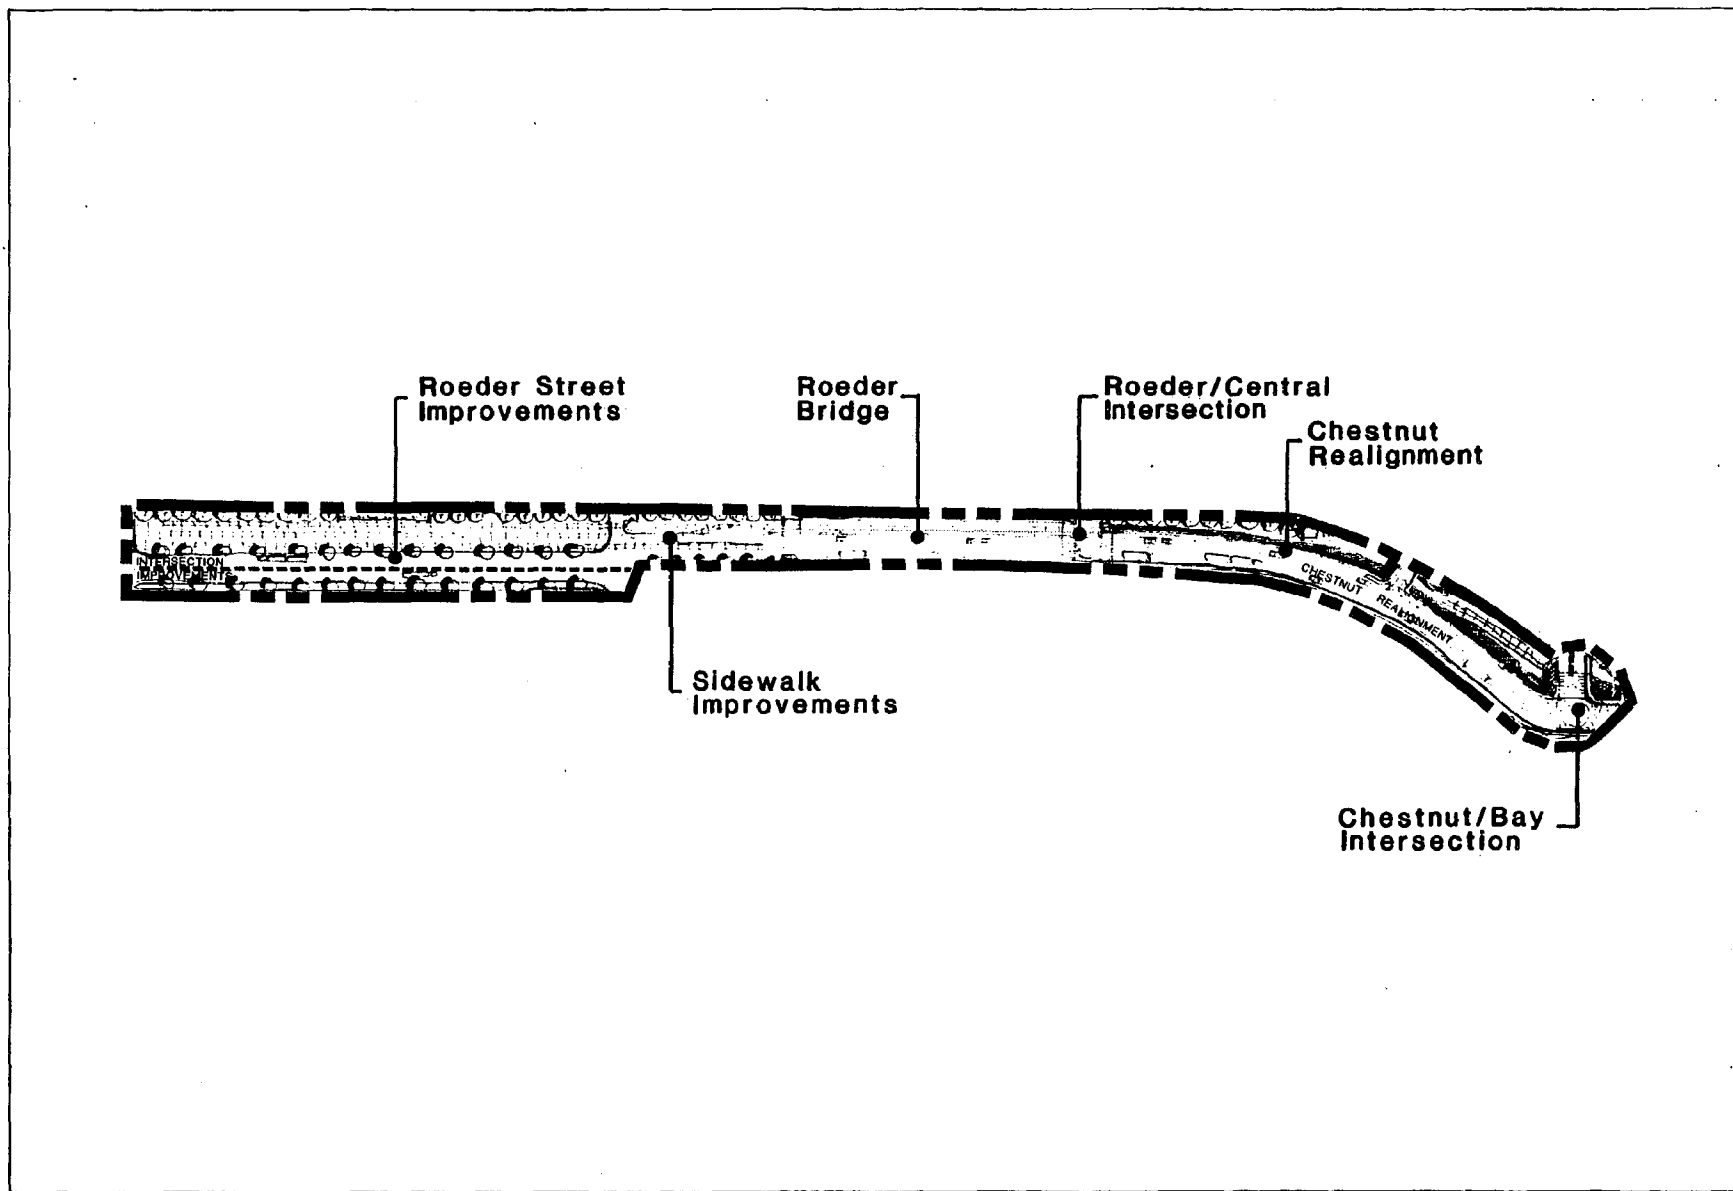 Roeder Street
Improvements
Roeder
Bridge
Roeder/Central
Intersection
Chestnut
Realignment
INTERSECTION
IMPROVEMENTS
CHESTNUT REALIGNMENT
Sidewalk
Improvements
Chestnut/Bay
Intersection